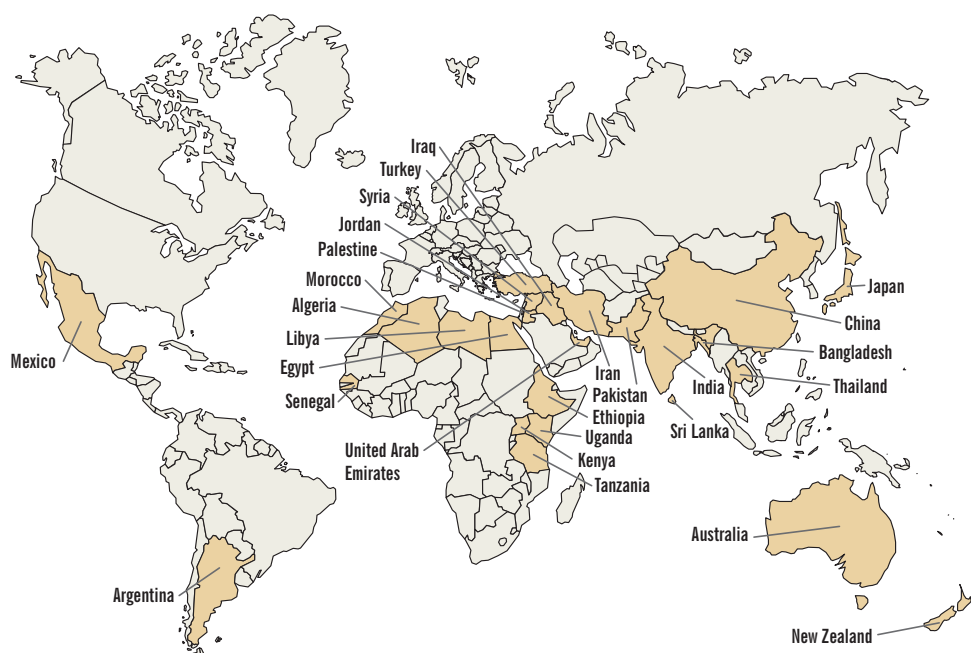 Iraq
Turkey
Syria
Jordan
Palestine
Morocco
Algeria
Libya
Egypt
Senegal
United Arab
Emirates
Mexico
Argentina
Japan
China
Bangladesh
Thailand
India
Iran
Pakistan
Ethiopia
Uganda
Kenya
Tanzania
Sri Lanka
Australia
New Zealand